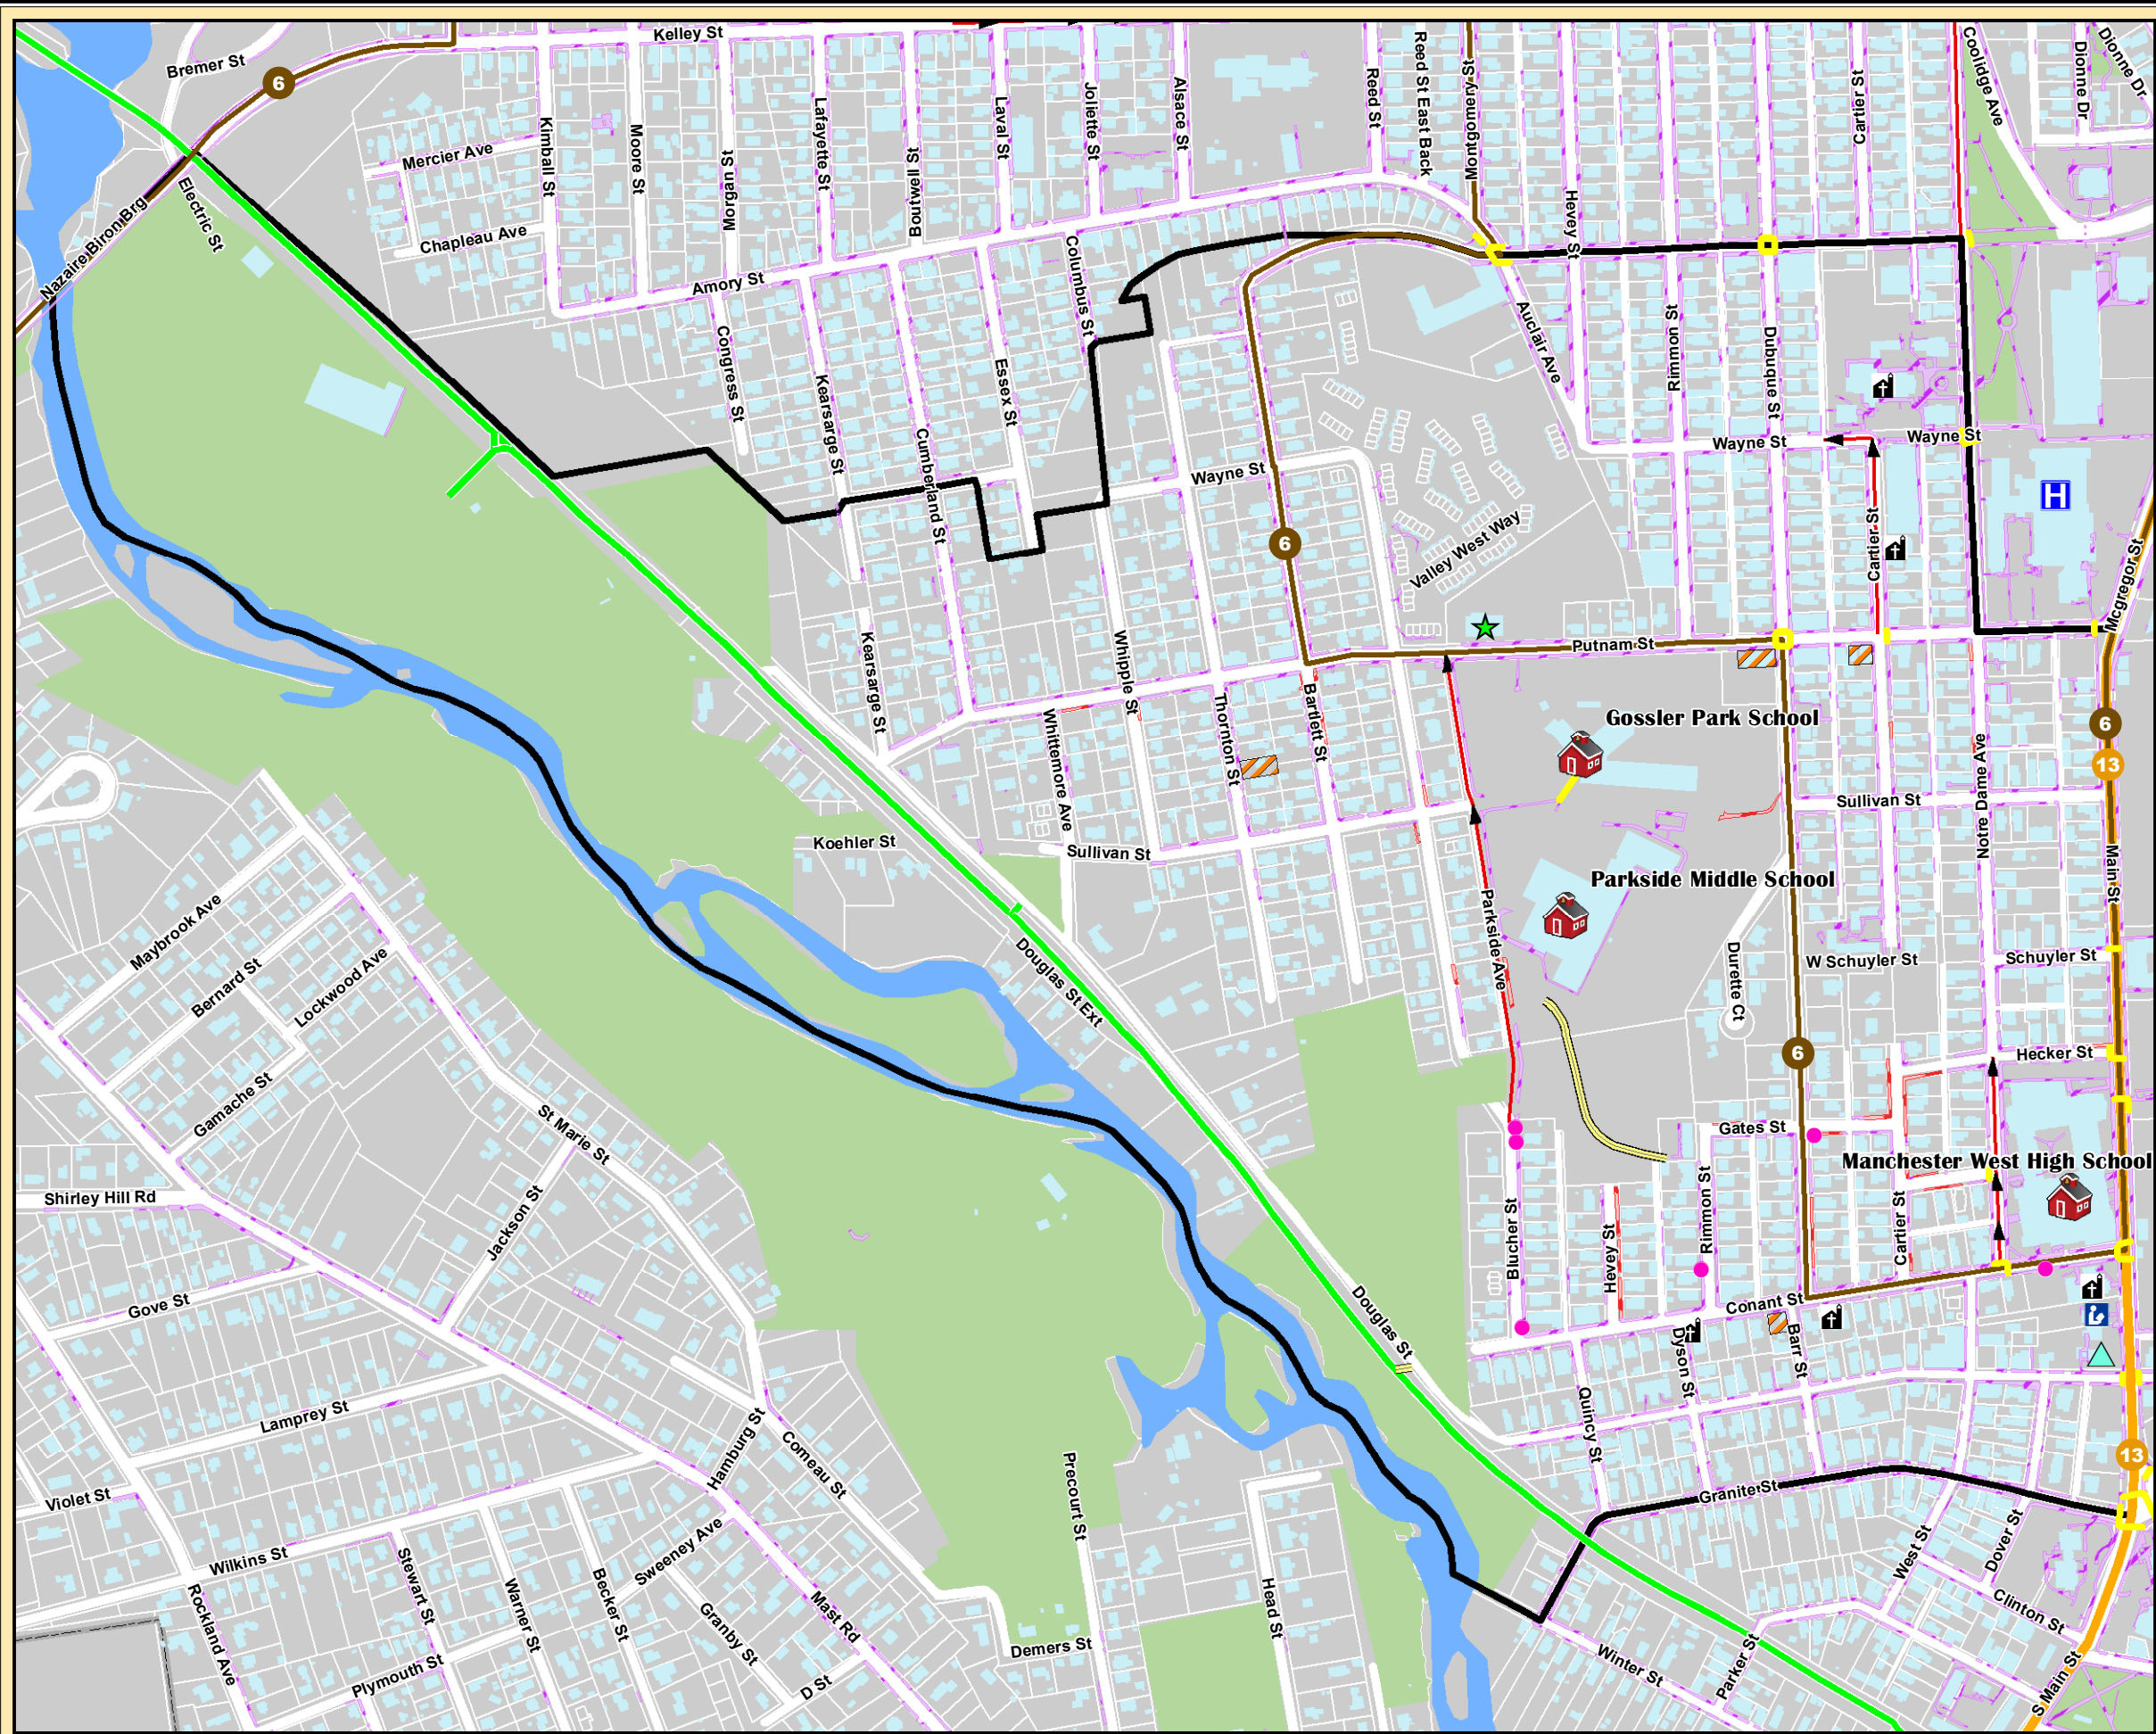 Kelley St
Bremer St
6
Mercier Ave
Kimball St
Moore St
Morgan St
Lafayette St
Boutwell St
Laval St
Joliette St
Alsace St
Reed St
Reed St East Back
Montgomery St
Hevey St
Cartier St
Coolidge Ave
Dionne Dr
Dionne Dr
Electric St
Nazaire Biron Brg
Chapleau Ave
Amory St
Columbus St
Congress St
Kearsarge St
Essex St
Cumberland St
Auclair Ave
Rimmon St
Dubuque St
Wayne St
Wayne St
Wayne St
H
Cartier St
6
Valley West Way
Mcgregor St
Kearsarge St
Whipple St
Putnam St
Whittemore Ave
Thornton St
Bartlett St
Gossler Park School
6
13
Sullivan St
Notre Dame Ave
Main St
Koehler St
Sullivan St
Parkside Middle School
Parkside Ave
Maybrook Ave
Bernard St
Lockwood Ave
Douglas St Ext
Durette Ct
W Schuyler St
Schuyler St
Gamache St
St Marie St
6
Hecker St
Gates St
Manchester West High School
Shirley Hill Rd
Jackson St
Blucher St
Hevey St
Rimmon St
Cartier St
Gove St
Douglas St
Conant St
Dyson St
Barr St
Lamprey St
Hamburg St
Comeau St
Quincy St
Precourt St
13
Violet St
Granite St
Wilkins St
Stewart St
Warner St
Becker St
Sweeney Ave
Granby St
Mast Rd
Head St
West St
Dover St
Clinton St
Rockland Ave
Plymouth St
D St
Demers St
Winter St
Parker St
S Main St